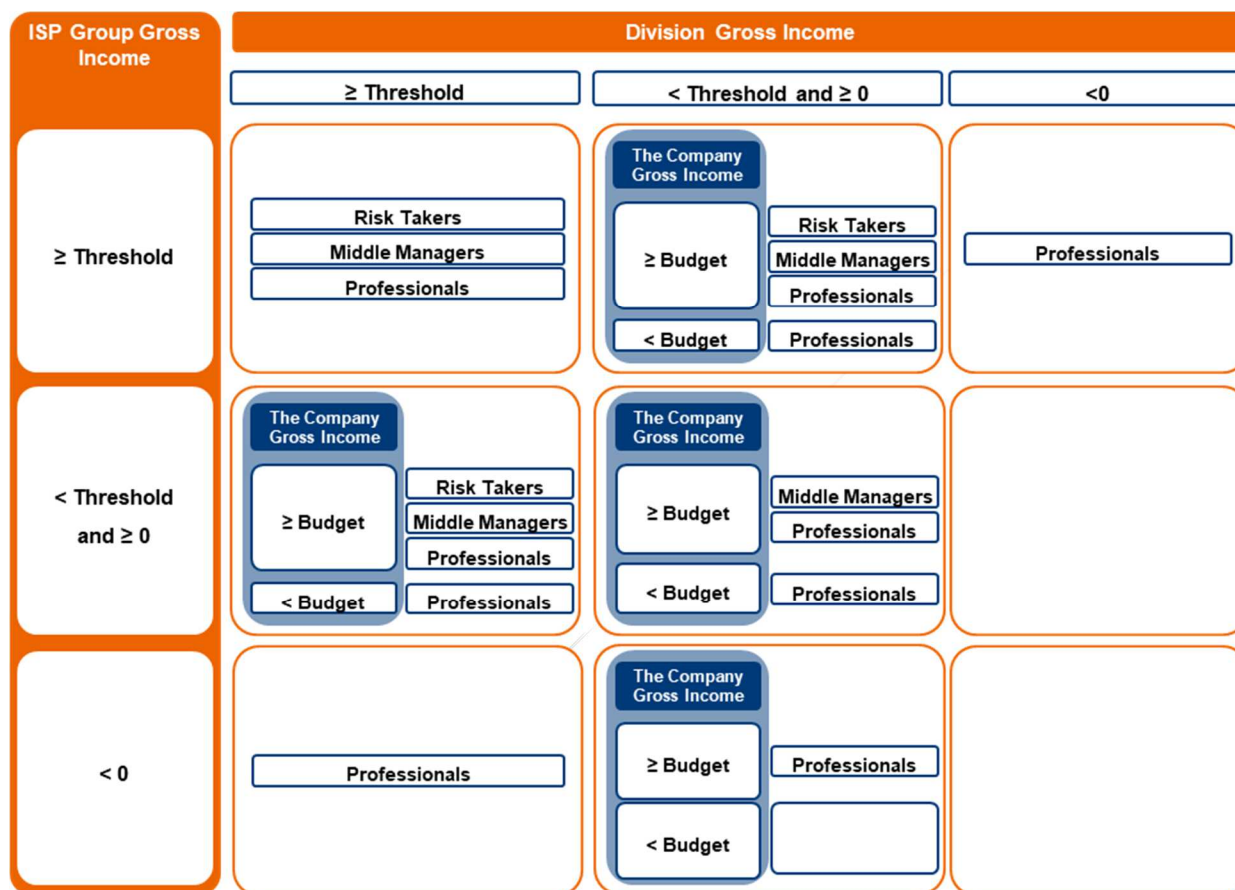 ISP Group Gross
Income
Division Gross Income
≥ Threshold
< Threshold and ≥ 0
<0
≥ Threshold
Risk Takers
Middle Managers
Professionals
The Company
Gross Income
≥ Budget
Risk Takers
Middle Managers
Professionals
< Budget
Professionals
Professionals
< Threshold
and ≥ 0
The Company
Gross Income
≥ Budget
Risk Takers
Middle Managers
Professionals
< Budget
Professionals
The Company
Gross Income
≥ Budget
Middle Managers
Professionals
< Budget
Professionals
< 0
Professionals
The Company
Gross Income
≥ Budget
Professionals
< Budget